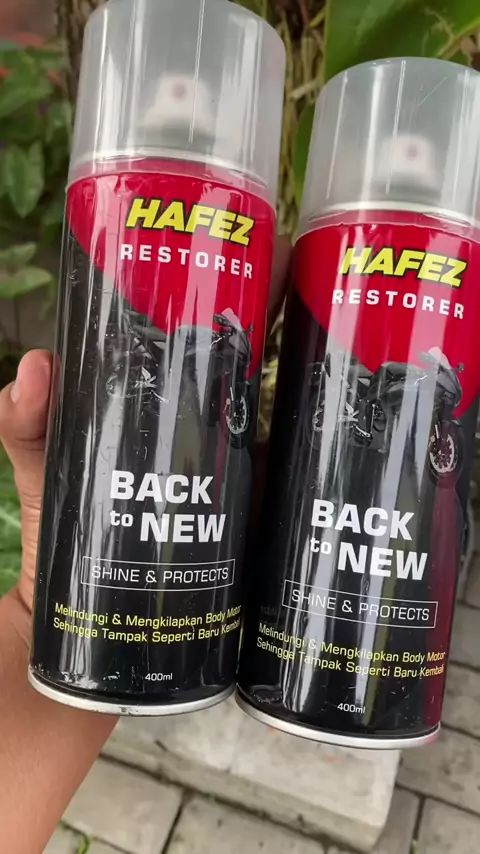 HAFEZ
RESTORER
BACK
to NEW
SHINE & PROTECTS
Melindungi & Mengkilapkan Body Motor
Sehingga Tampak Seperti Baru Kembali
400ml
HAFEZ
RESTORER
BACK
to NEW
SHINE & PROTECTS
Melindungi & Mengkilapkan Body Motor
Sehingga Tampak Seperti Baru Kembali
400ml